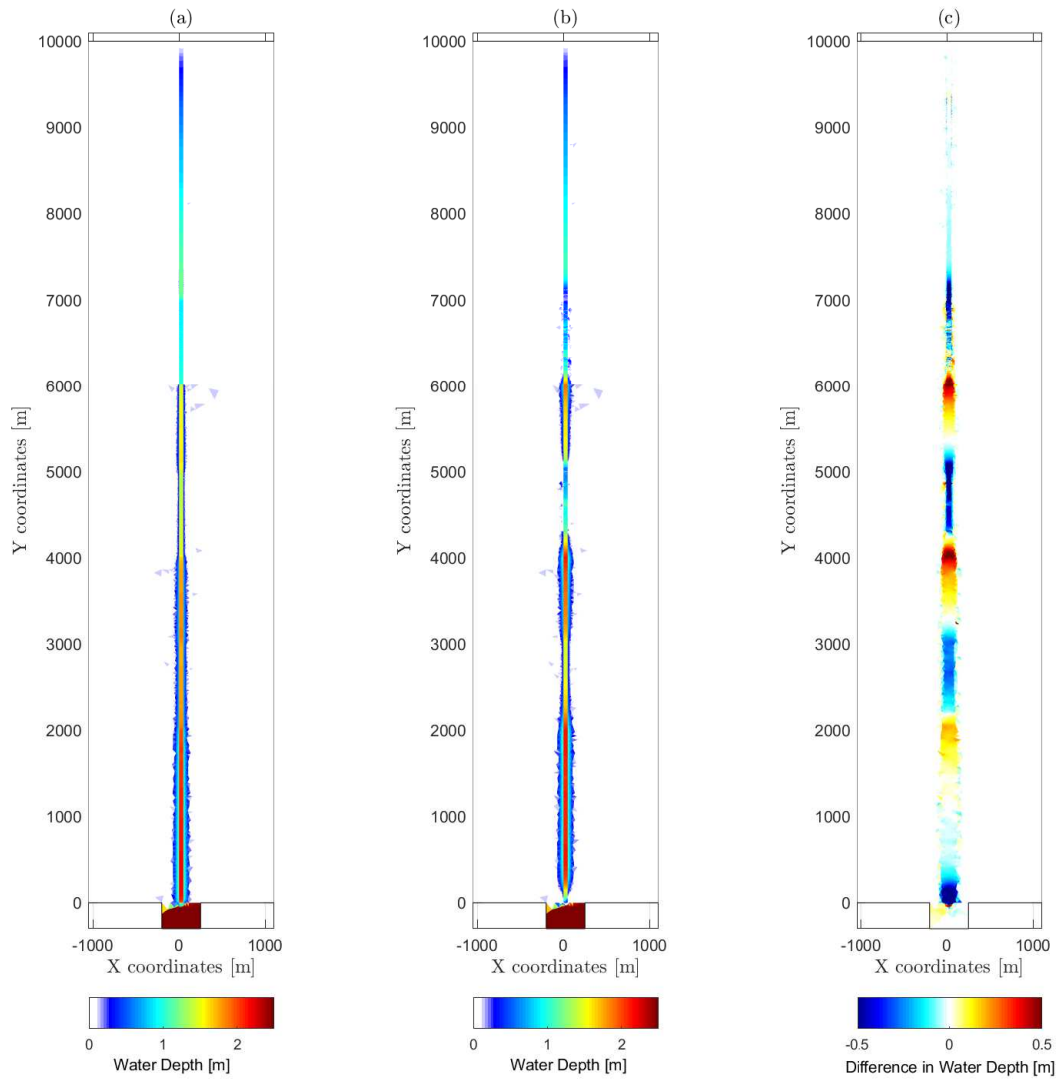 (a)
10000
9000
8000
7000
6000
5000
4000
3000
2000
1000
0
Y coordinates [m]
-1000 0 1000
X coordinates [m]
0 1 2
Water Depth [m]
(b)
10000
9000
8000
7000
6000
5000
4000
3000
2000
1000
0
Y coordinates [m]
-1000 0 1000
X coordinates [m]
0 1 2
Water Depth [m]
(c)
10000
9000
8000
7000
6000
5000
4000
3000
2000
1000
0
Y coordinates [m]
-1000 0 1000
X coordinates [m]
-0.5 0 0.5
Difference in Water Depth [m]